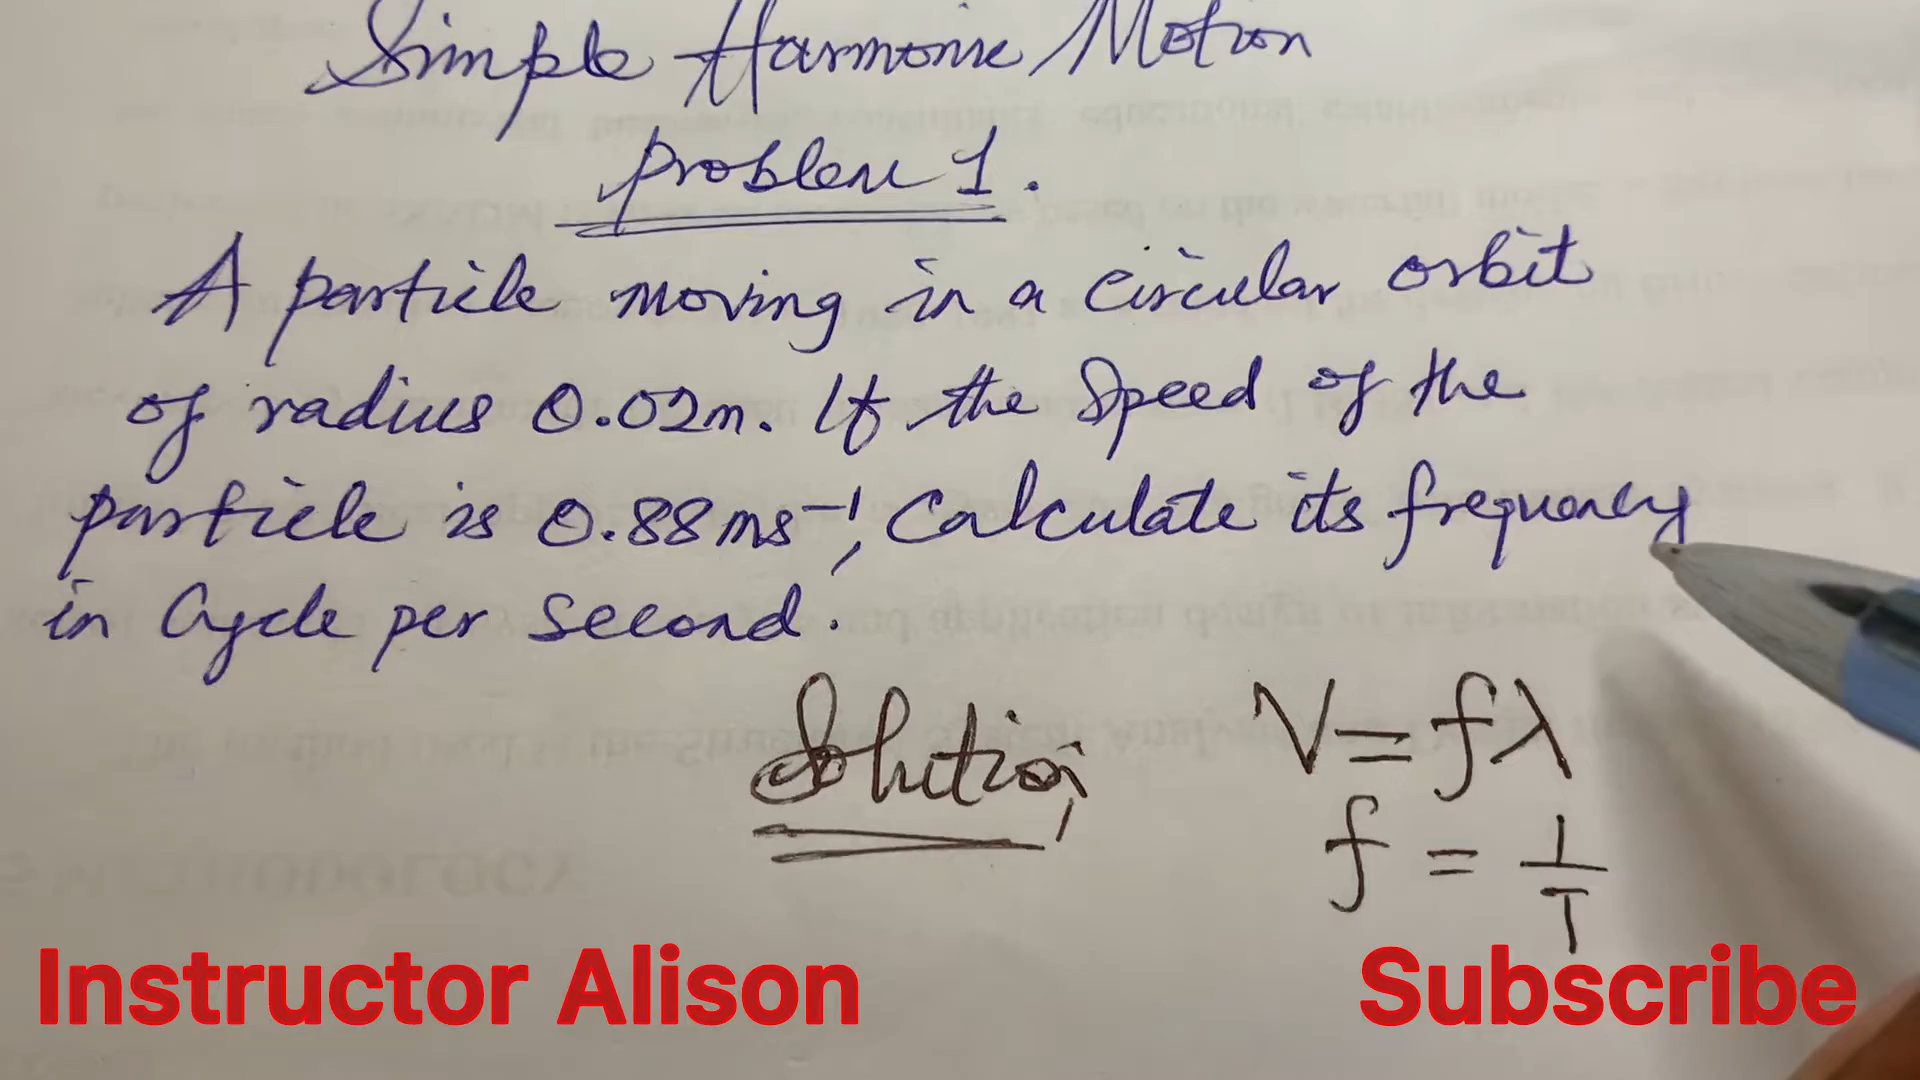 Simple Harmonic Motion
Problem 1.
A particle moving in a circular orbit
of radius 0.02m. If the speed of the
particle is 0.88ms⁻¹, Calculate its frequency
in Cycle per second.
Solution;
V = fλ
f = 1/T
Instructor Alison
Subscribe